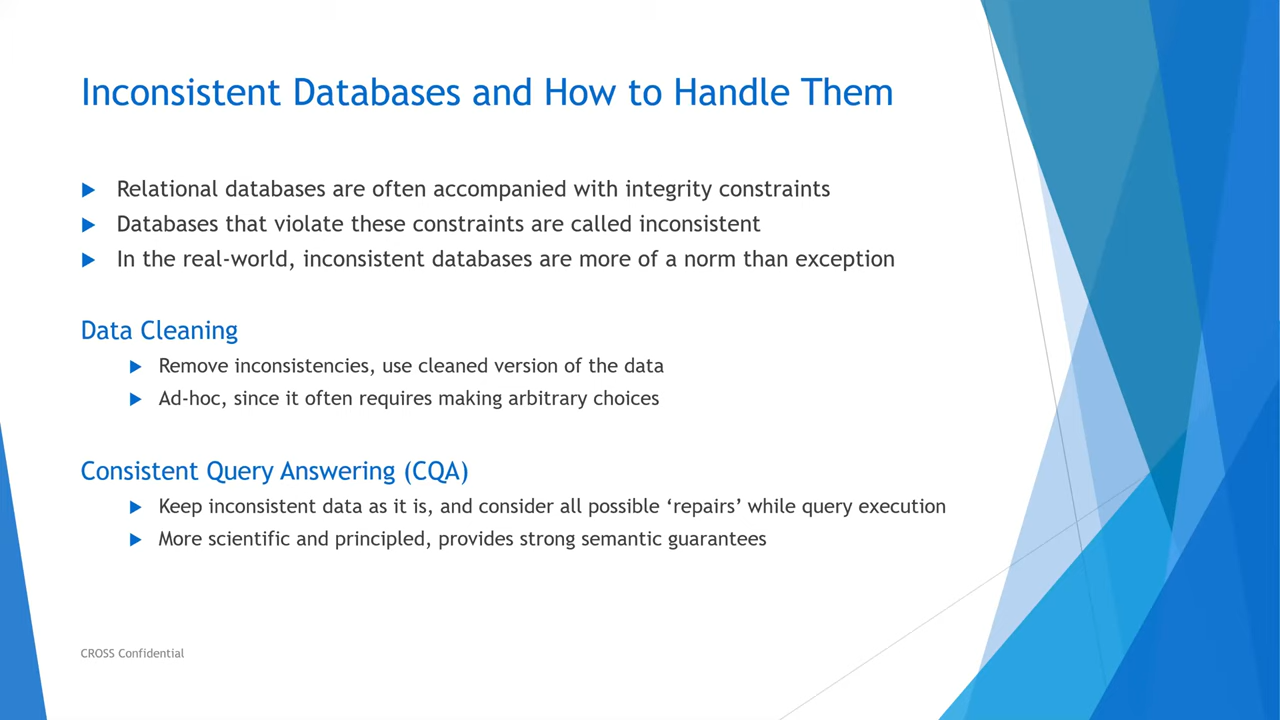 Inconsistent Databases and How to Handle Them
Relational databases are often accompanied with integrity constraints
Databases that violate these constraints are called inconsistent
In the real-world, inconsistent databases are more of a norm than exception
Data Cleaning
Remove inconsistencies, use cleaned version of the data
Ad-hoc, since it often requires making arbitrary choices
Consistent Query Answering (CQA)
Keep inconsistent data as it is, and consider all possible ‘repairs’ while query execution
More scientific and principled, provides strong semantic guarantees
CROSS Confidential